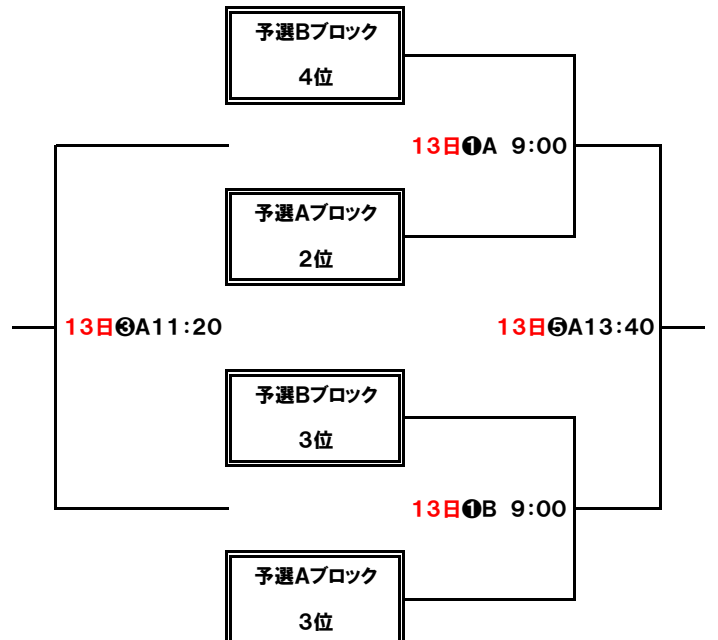 予選Bブロック
4位
13日❶A 9:00
予選Aブロック
2位
13日❸A11:20
13日❺A13:40
予選Bブロック
3位
13日❶B 9:00
予選Aブロック
3位